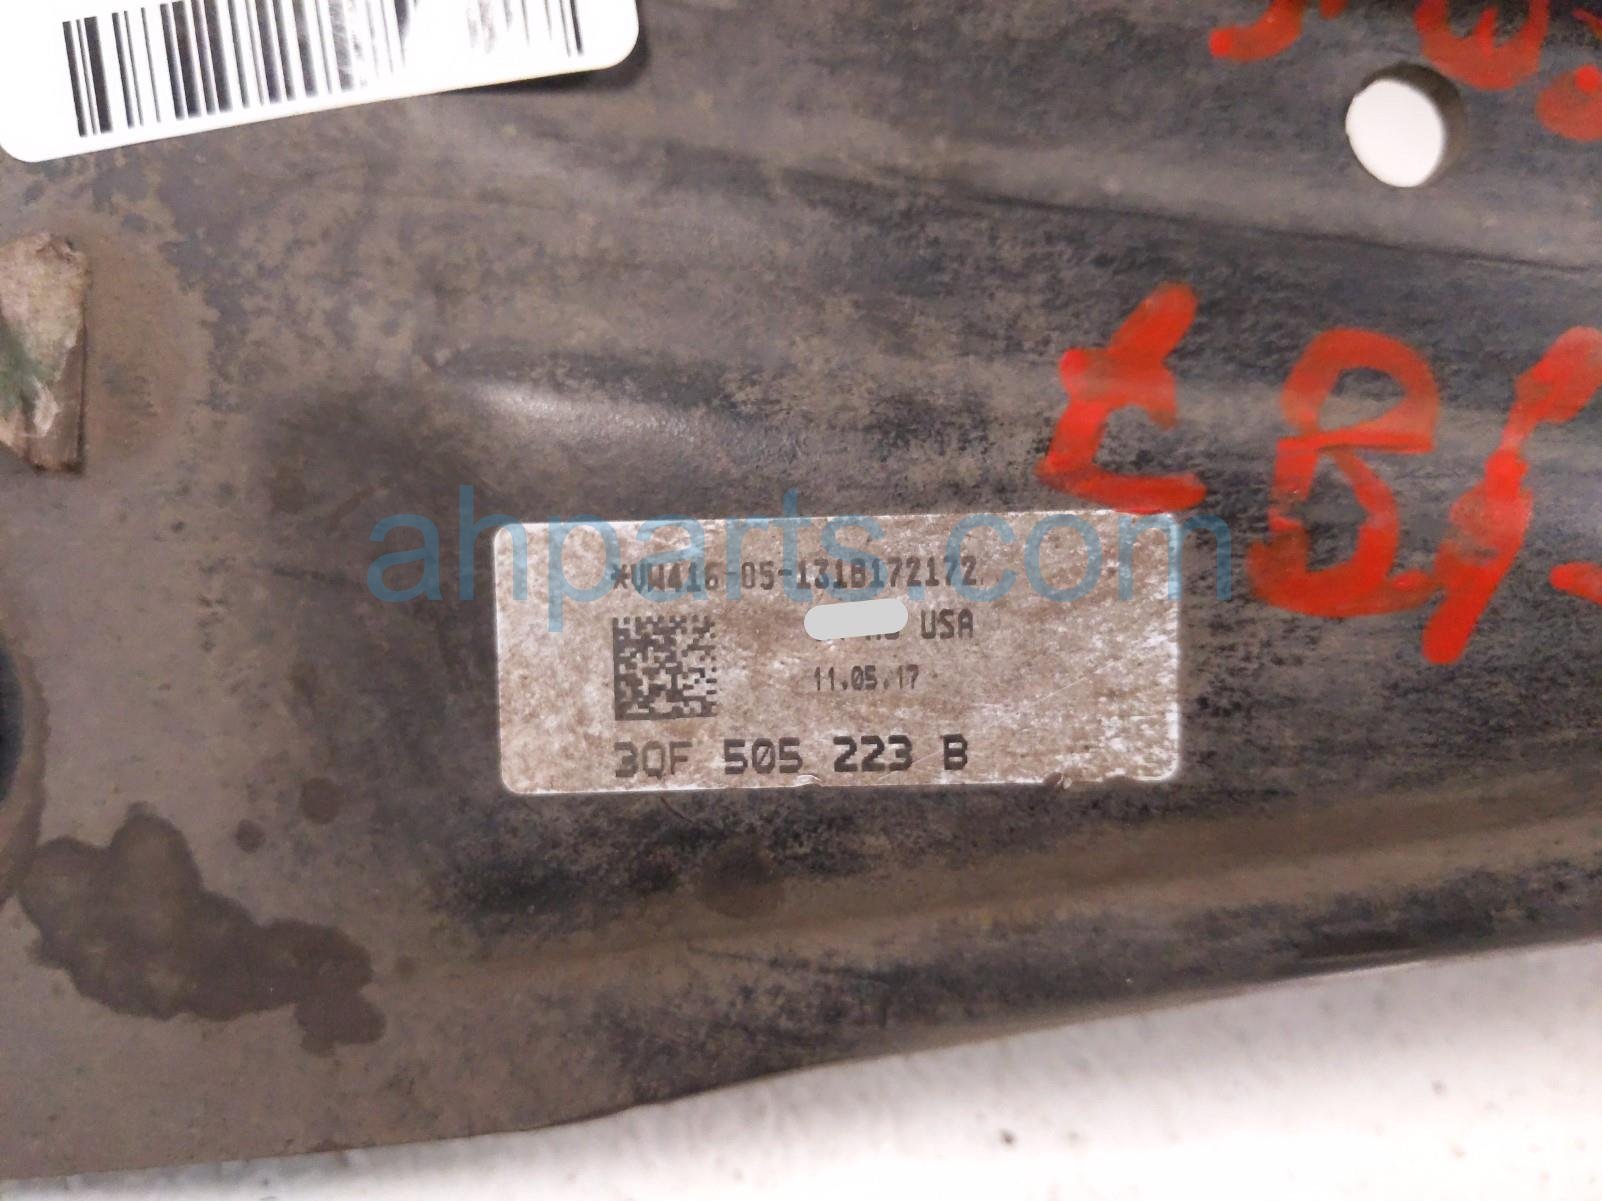 ahparts.com
*VW416-05-131B172172
USA
11.05.17
3QF 505 223 B